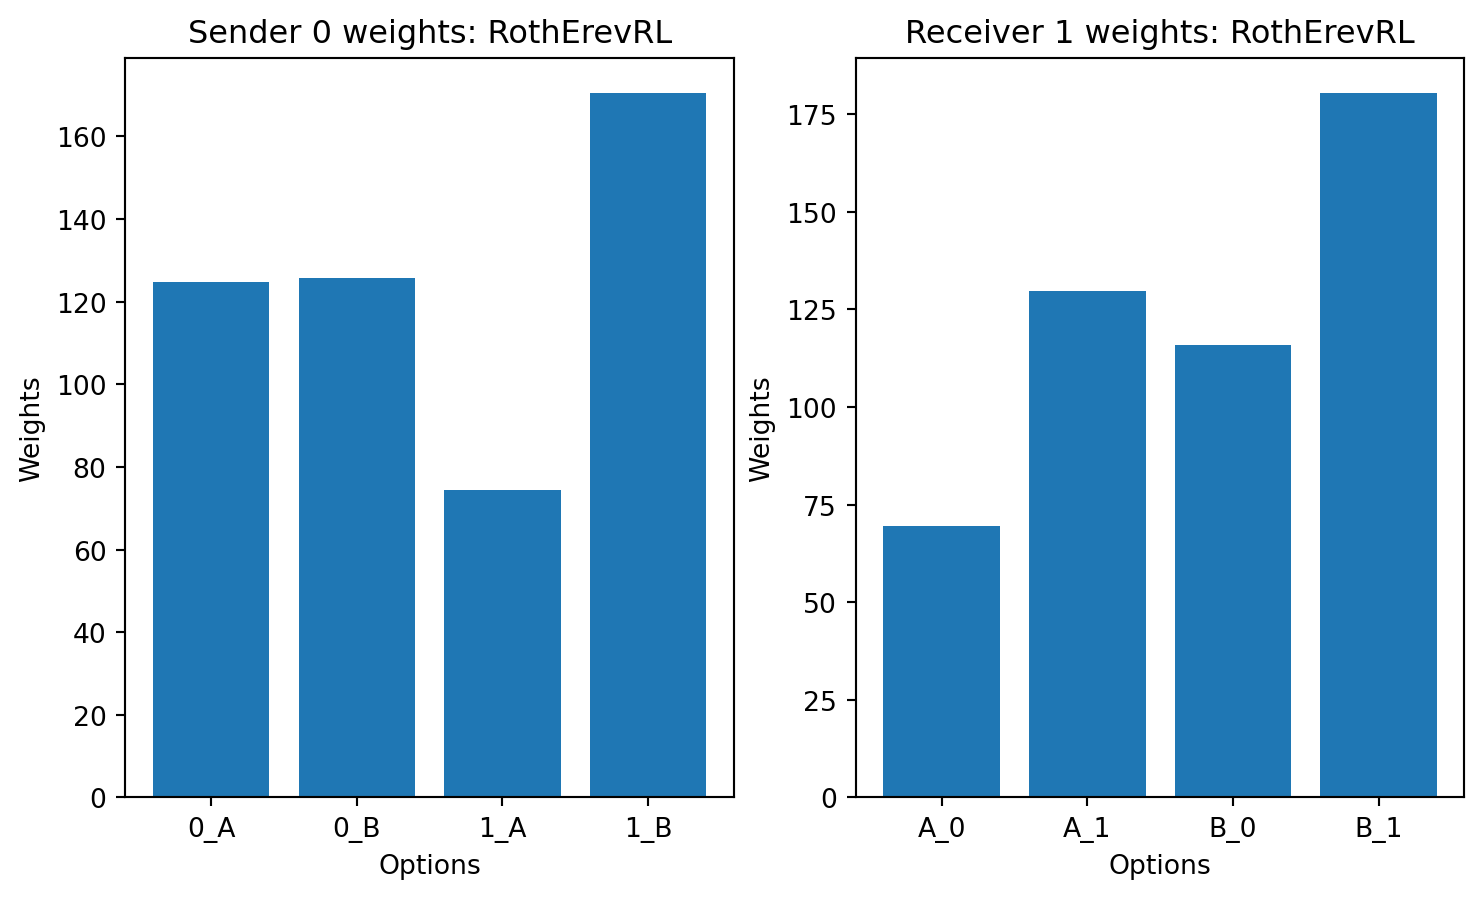 Sender 0 weights: RothErevRL
Weights
160
140
120
100
80
60
40
20
0
0_A 0_B 1_A 1_B
Options
Receiver 1 weights: RothErevRL
Weights
175
150
125
100
75
50
25
0
A_0 A_1 B_0 B_1
Options